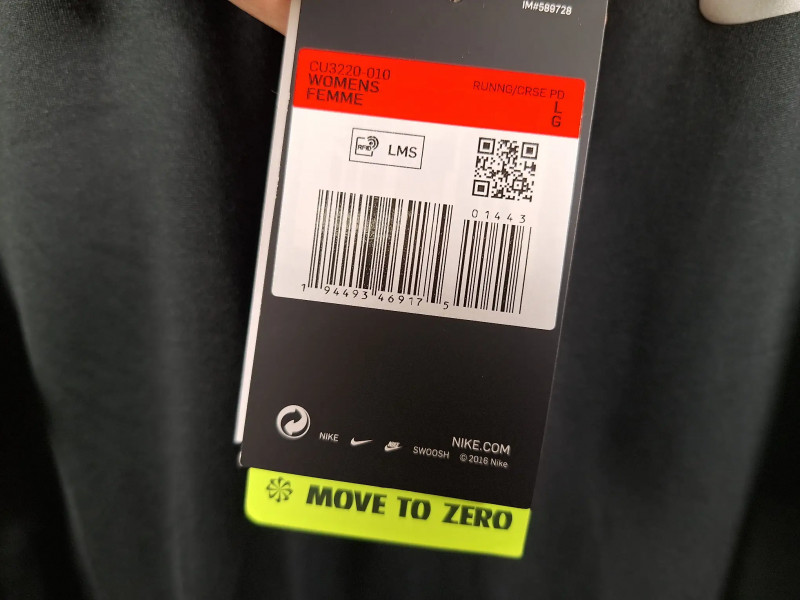 IM#589728
CU3220-010
WOMENS
FEMME
RUNNG/CRSE PD
L
G
RFID
LMS
01443
1 94493 46917 5
NIKE
SWOOSH
NIKE.COM
© 2016 Nike
MOVE TO ZERO